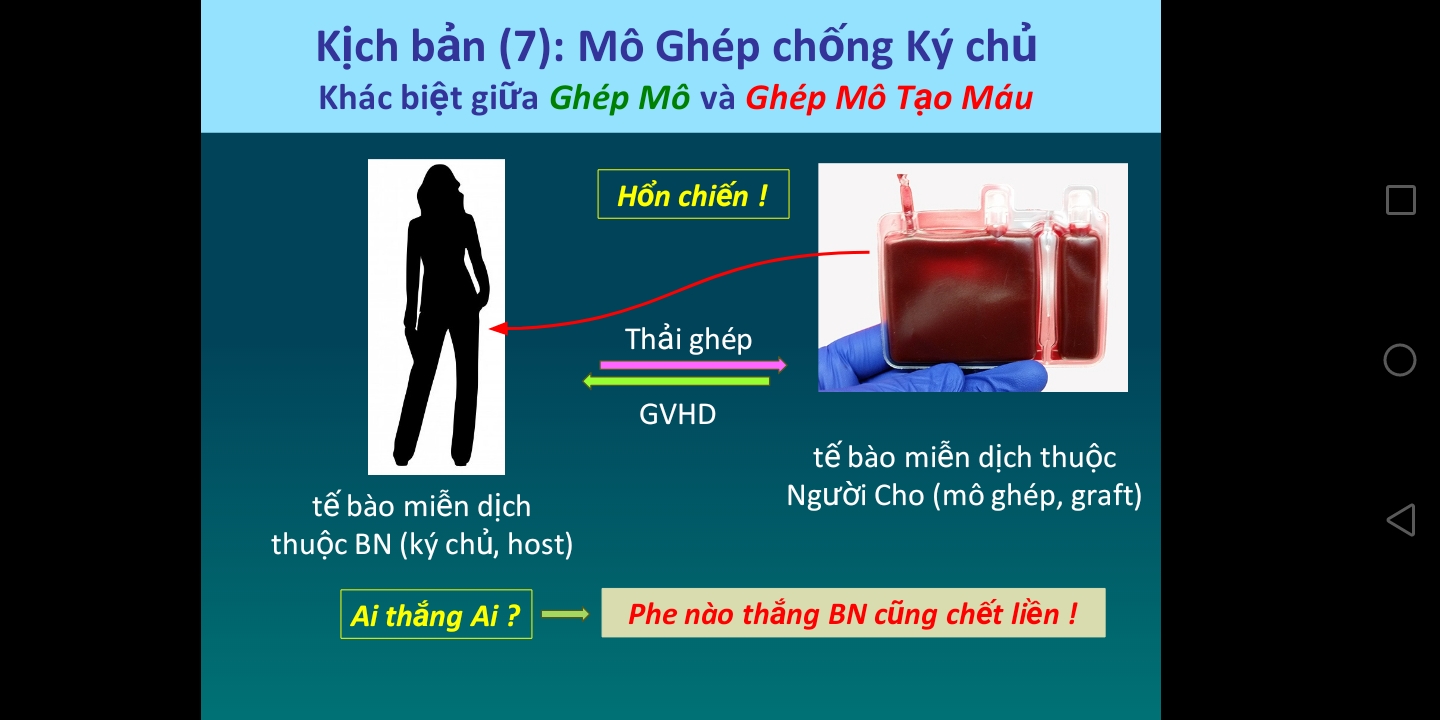 Kịch bản (7): Mô Ghép chống Ký chủ
Khác biệt giữa Ghép Mô và Ghép Mô Tạo Máu
Hổn chiến !
Thải ghép
GVHD
tế bào miễn dịch thuộc
Người Cho (mô ghép, graft)
tế bào miễn dịch
thuộc BN (ký chủ, host)
Ai thắng Ai ?
Phe nào thắng BN cũng chết liền !